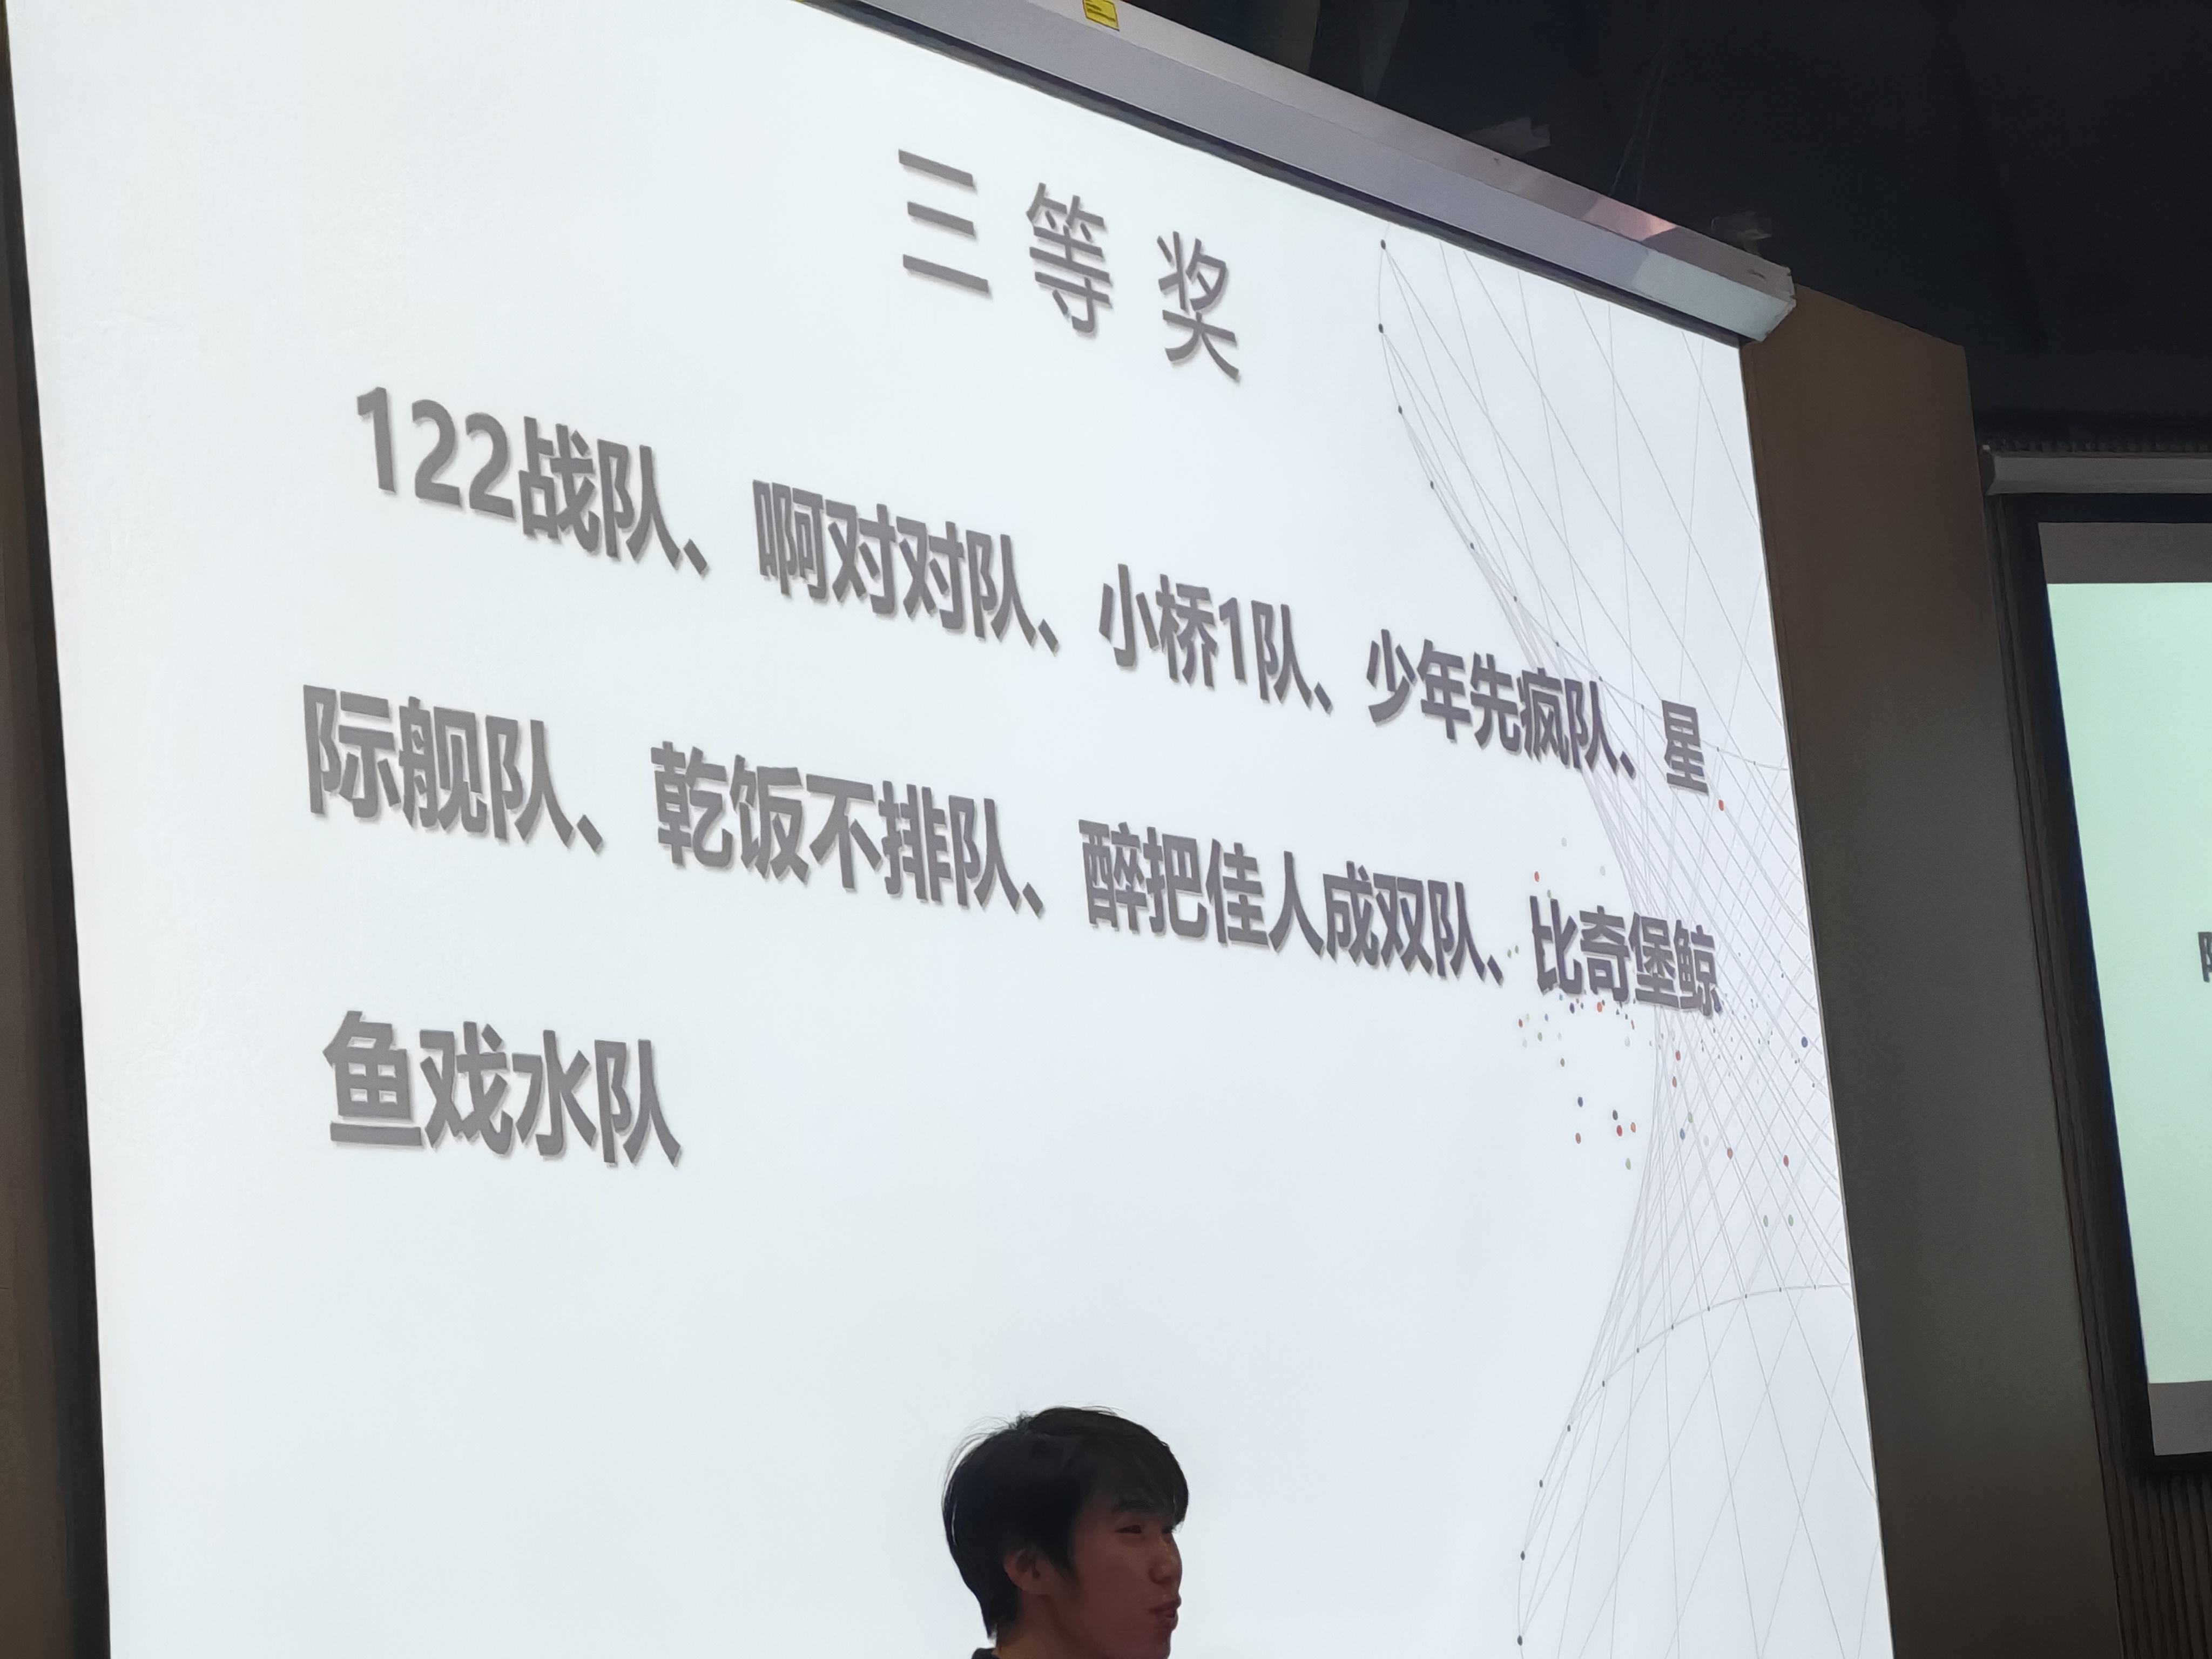 三等奖
122战队、啊对对队、小桥1队、少年先疯队、星
际舰队、乾饭不排队、醉把佳人成双队、比奇堡鲸
鱼戏水队